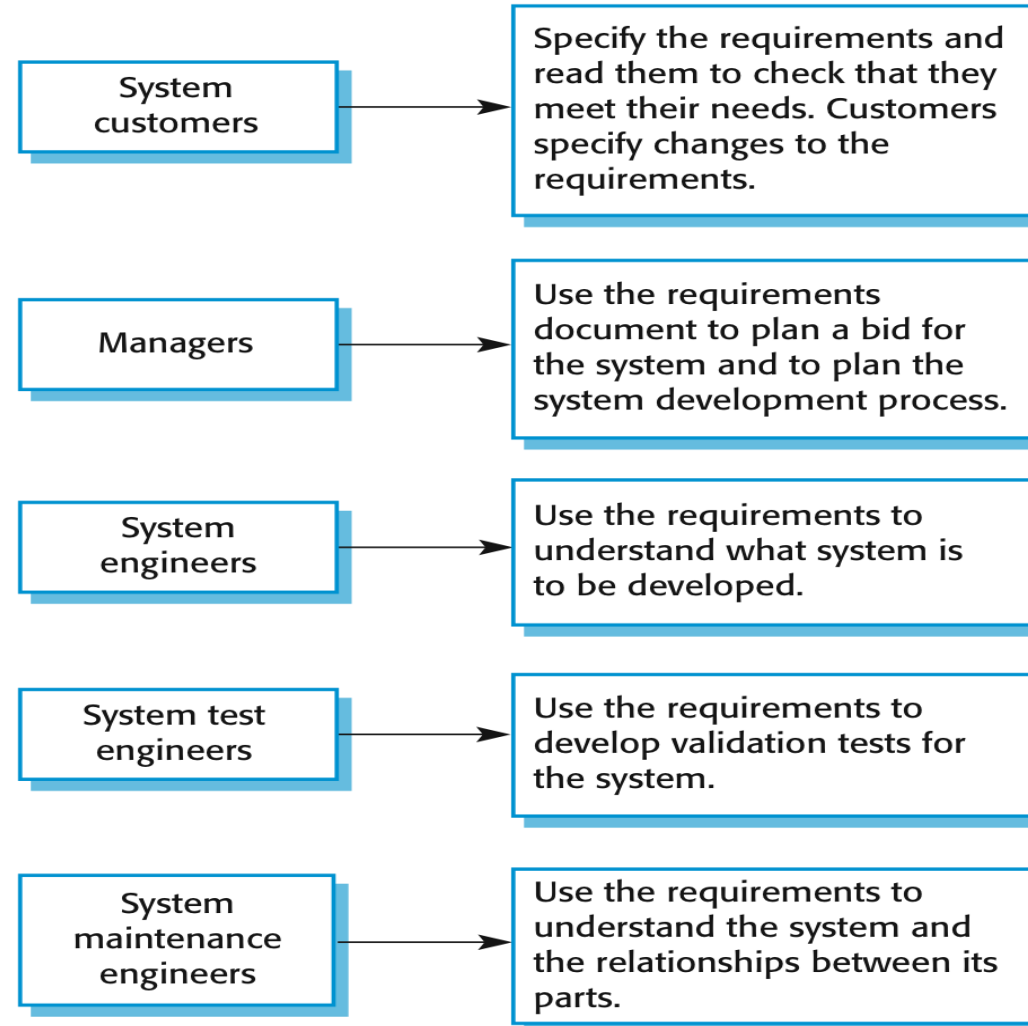 System
customers
Specify the requirements and
read them to check that they
meet their needs. Customers
specify changes to the
requirements.
Managers
Use the requirements
document to plan a bid for
the system and to plan the
system development process.
System
engineers
Use the requirements to
understand what system is
to be developed.
System test
engineers
Use the requirements to
develop validation tests for
the system.
System
maintenance
engineers
Use the requirements to
understand the system and
the relationships between its
parts.